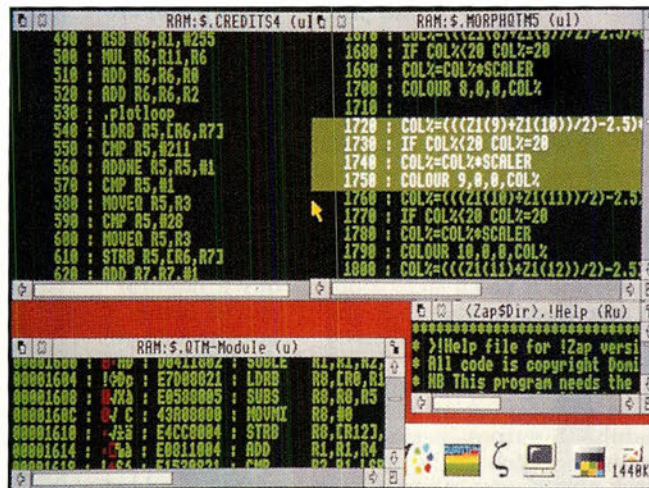 RAM:$.CREDITS4 (ul
490 : RSB R6,R1,#255
500 : MUL R6,R11,R6
510 : ADD R6,R6,R0
520 : ADD R6,R6,R2
530 : .plotloop
540 : LDRB R5,[R6,R7]
550 : CMP R5,#211
560 : ADDNE R5,R5,#1
570 : CMP R5,#1
580 : MOVEQ R5,R3
590 : CMP R5,#28
600 : MOVEQ R5,R3
610 : STRB R5,[R6,R7]
620 : ADD R7,R7,#1
RAM:$.MORPHQTM5 (ul)
1680 : IF COL%<20 COL%=20
1690 : COL%=COL%*SCALER
1700 : COLOUR 8,0,0,COL%
1710 :
1720 : COL%=(((Z1(9)+Z1(10))/2)-2.5)*
1730 : IF COL%<20 COL%=20
1740 : COL%=COL%*SCALER
1750 : COLOUR 9,0,0,COL%
1760 : COL%=(((Z1(10)+Z1(11))/2)-2.5)
1770 : IF COL%<20 COL%=20
1780 : COL%=COL%*SCALER
1790 : COLOUR 10,0,0,COL%
1800 : COL%=(((Z1(11)+Z1(12))/2)-2.5)
RAM:$.QTM-Module (u)
00001604 : E7D08021 : LDRB R8,[R0,R1
00001608 : E0588005 : SUBS R8,R8,R5
0000160C : 43A08000 : MOVMI R8,#0
00001610 : E4CC8004 : STRB R8,[R12],
00001614 : E0811004 : ADD R1,R1,R4
<Zap$Dir>.!Help (Ru)
* >!Help file for !Zap versi
* All code is copyright Domi
* NB This program needs the
1440K